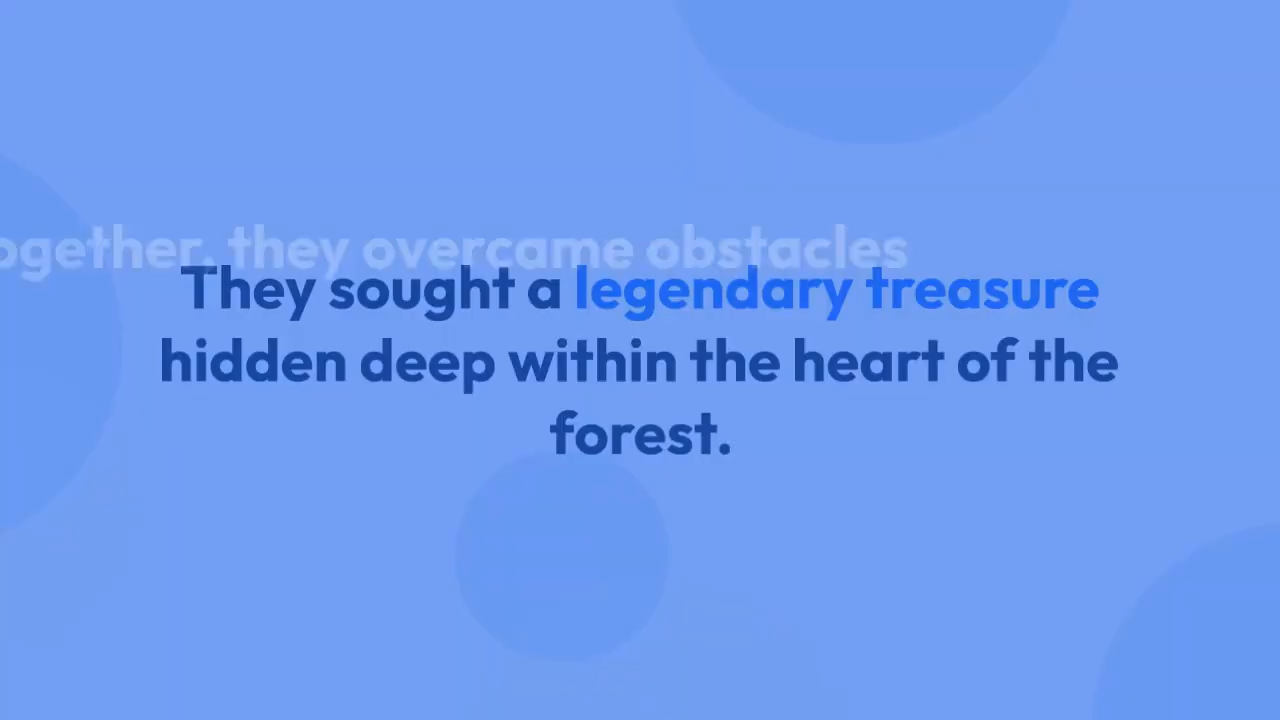 ogether, they overcame obstacles
They sought a legendary treasure
hidden deep within the heart of the
forest.